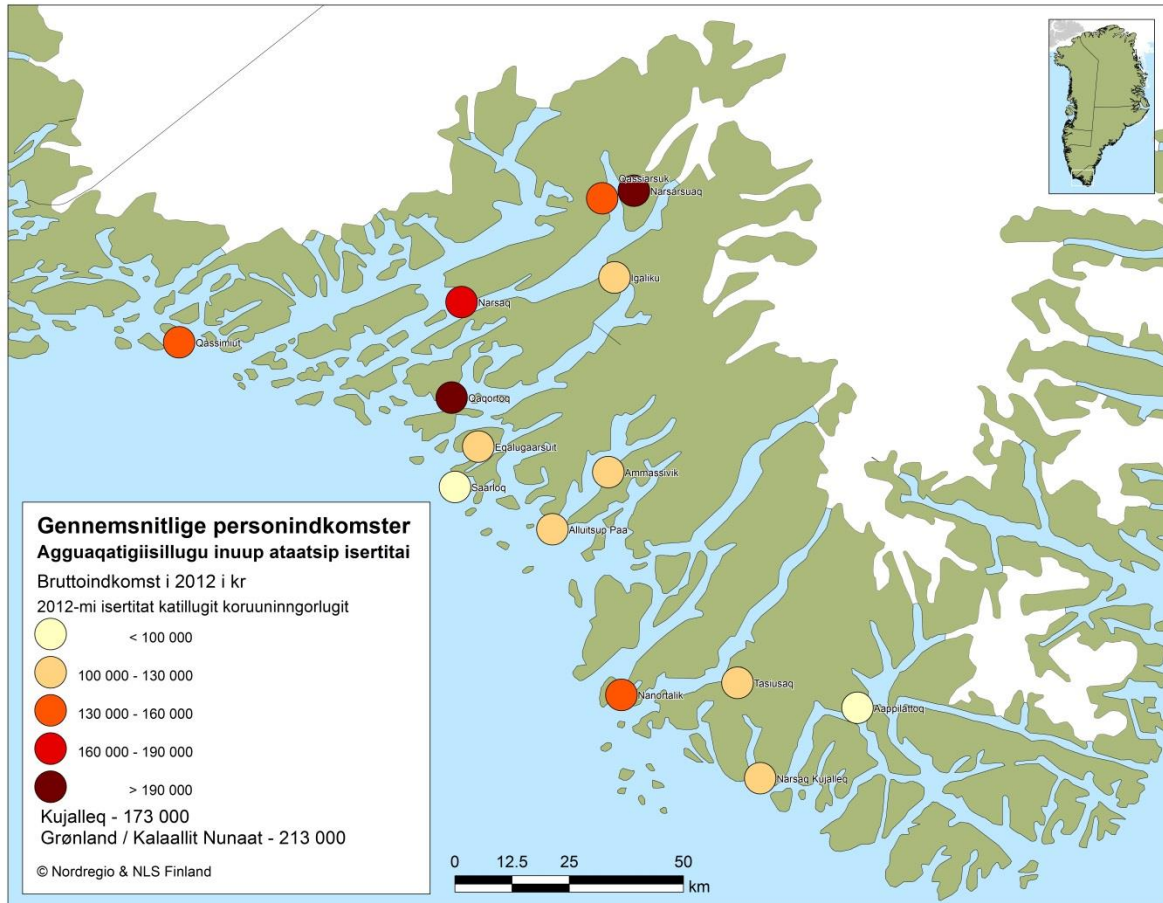 Qassiarsuk
Narsarsuaq
Igaliku
Narsaq
Qassimiut
Qaqortoq
Eqalugaarsuit
Ammassivik
Saarloq
Alluitsup Paa
Nanortalik
Tasiusaq
Aappilattoq
Narsaq Kujalleq
Gennemsnitlige personindkomster
Agguaqatigiisillugu inuup ataatsip isertitai
Bruttoindkomst i 2012 i kr
2012-mi isertitat katillugit koruuninngorlugit
< 100 000
100 000 - 130 000
130 000 - 160 000
160 000 - 190 000
> 190 000
Kujalleq - 173 000
Grønland / Kalaallit Nunaat - 213 000
© Nordregio & NLS Finland
0 12.5 25 50
km